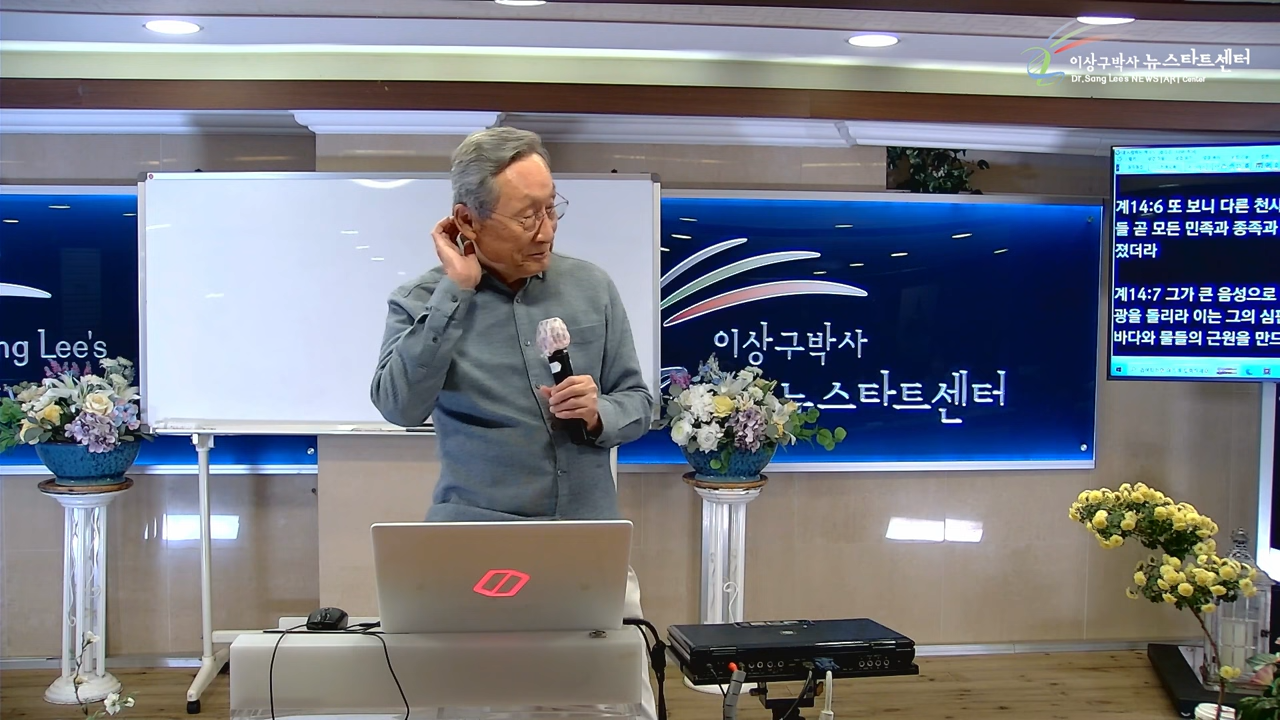 이상구박사 뉴스타트센터
Dr.Sang Lee's NEWSTART Center
계14:6 또 보니 다른 천사
들 곧 모든 민족과 종족과
졌더라
계14:7 그가 큰 음성으로
광을 돌리라 이는 그의 심판
바다와 물들의 근원을 만드
ng Lee's
이상구박사
뉴스타트센터